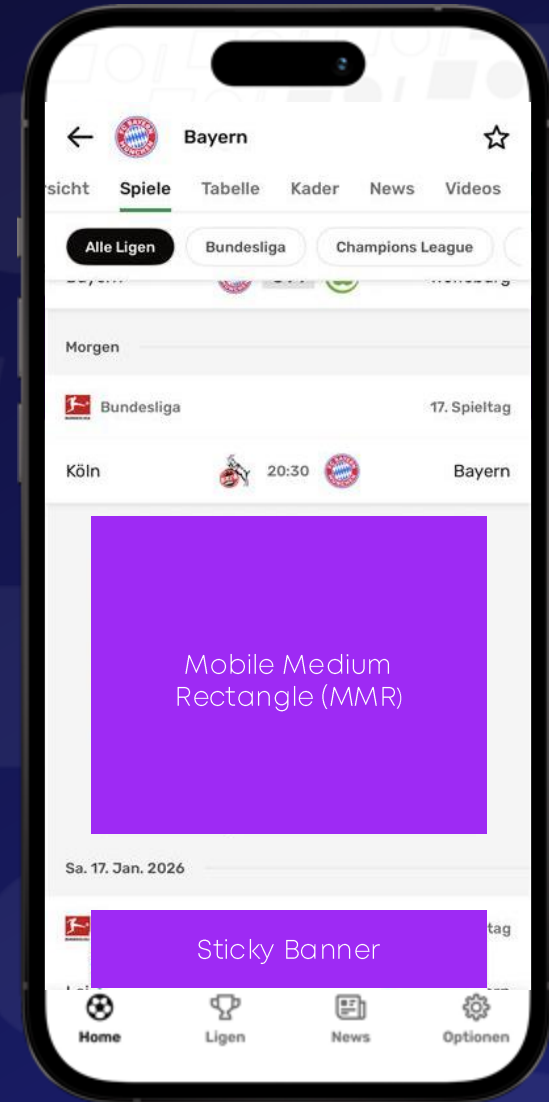 Bayern
sicht Spiele Tabelle Kader News Videos
Alle Ligen Bundesliga Champions League
Morgen
Bundesliga 17. Spieltag
Köln 20:30 Bayern
Mobile Medium
Rectangle (MMR)
Sa. 17. Jan. 2026
tag
Sticky Banner
Home Ligen News Optionen